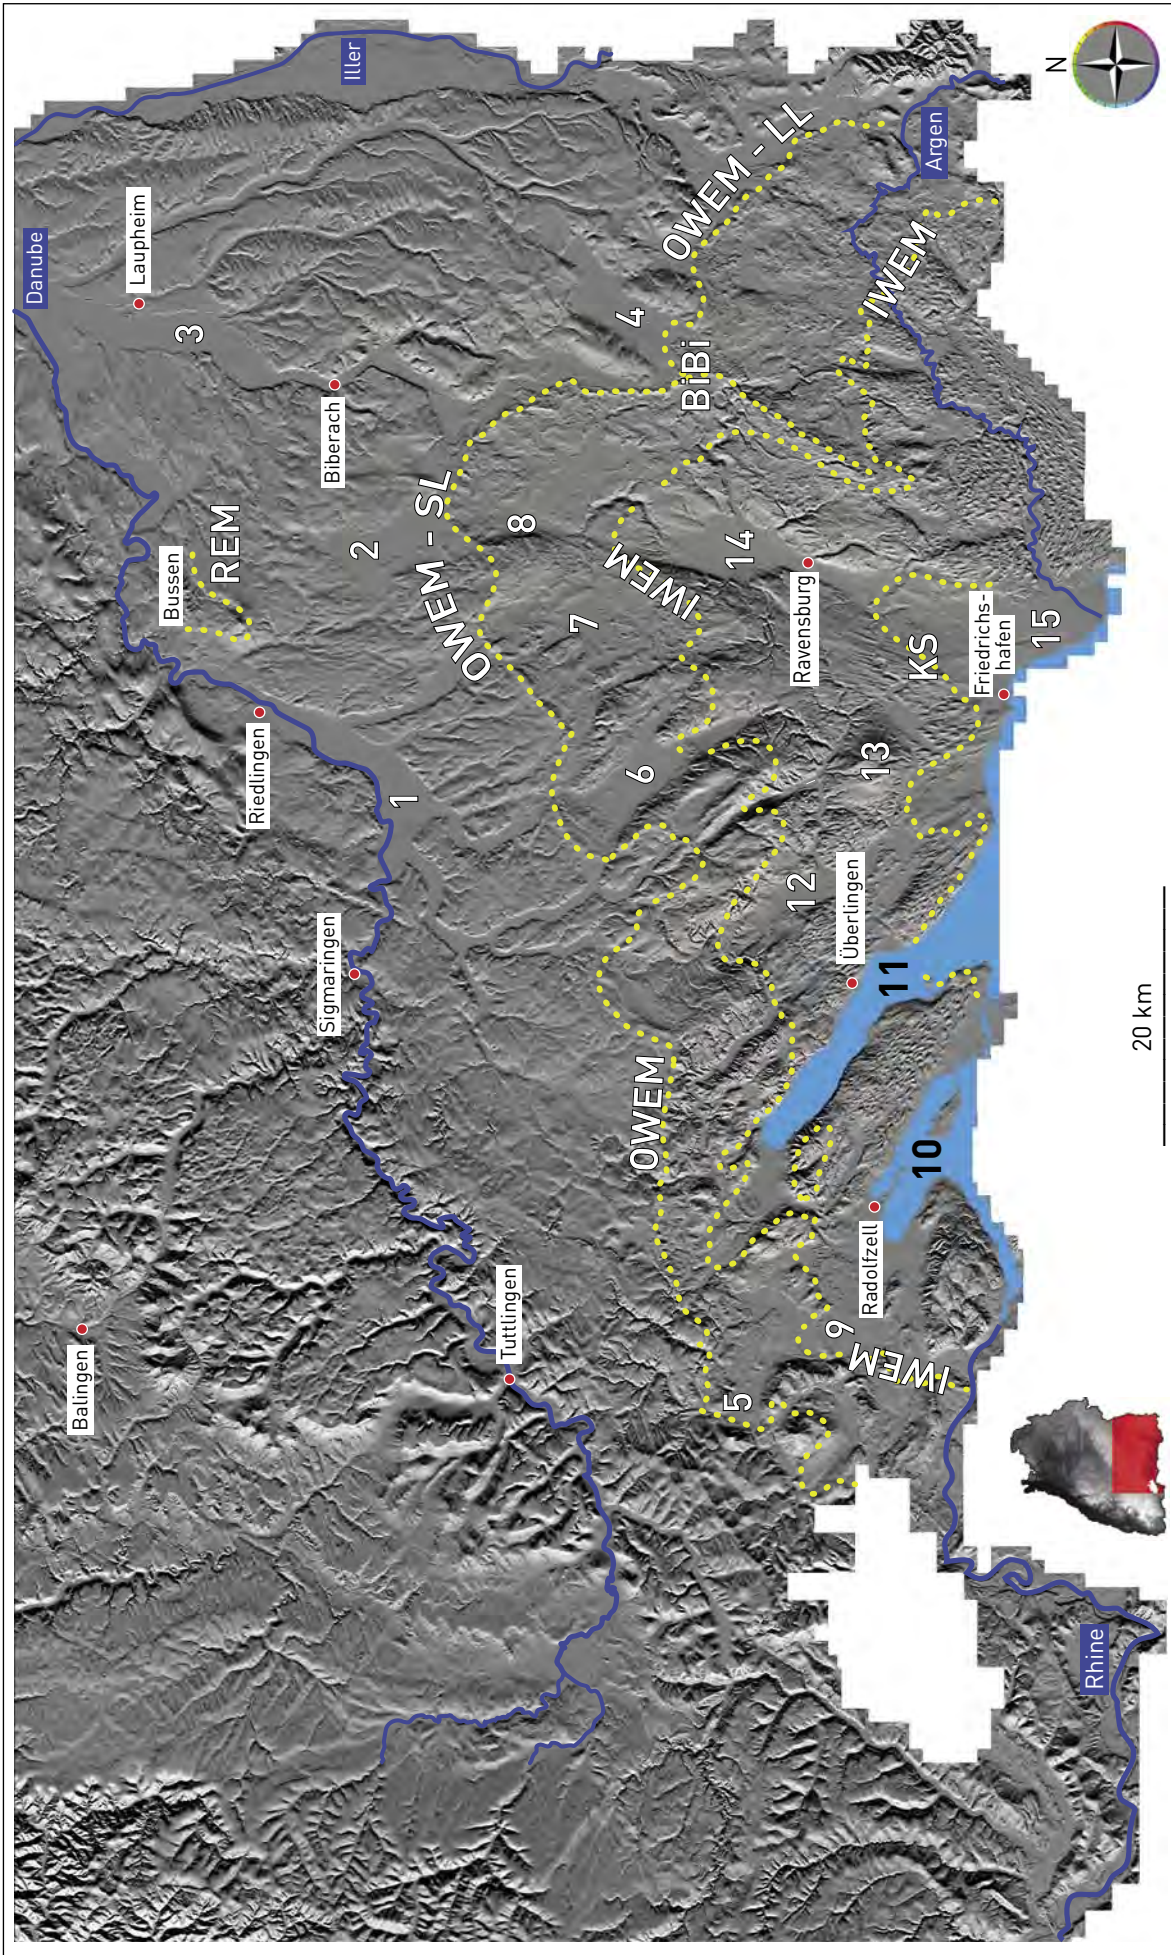 Danube
Balingen
Laupheim
Bussen
3
REM
Riedlingen
Sigmaringen
Biberach
Iller
2
1
OWEM - SL
Tuttlingen
8
7
4
6
OWEM
IWEM
BiBi
5
14
OWEM - LL
12
Ravensburg
9
Überlingen
Radolfzell
13
11
IWEM
IWEM
KS
10
Argen
Friedrichs-
hafen
15
N
Rhine
20 km